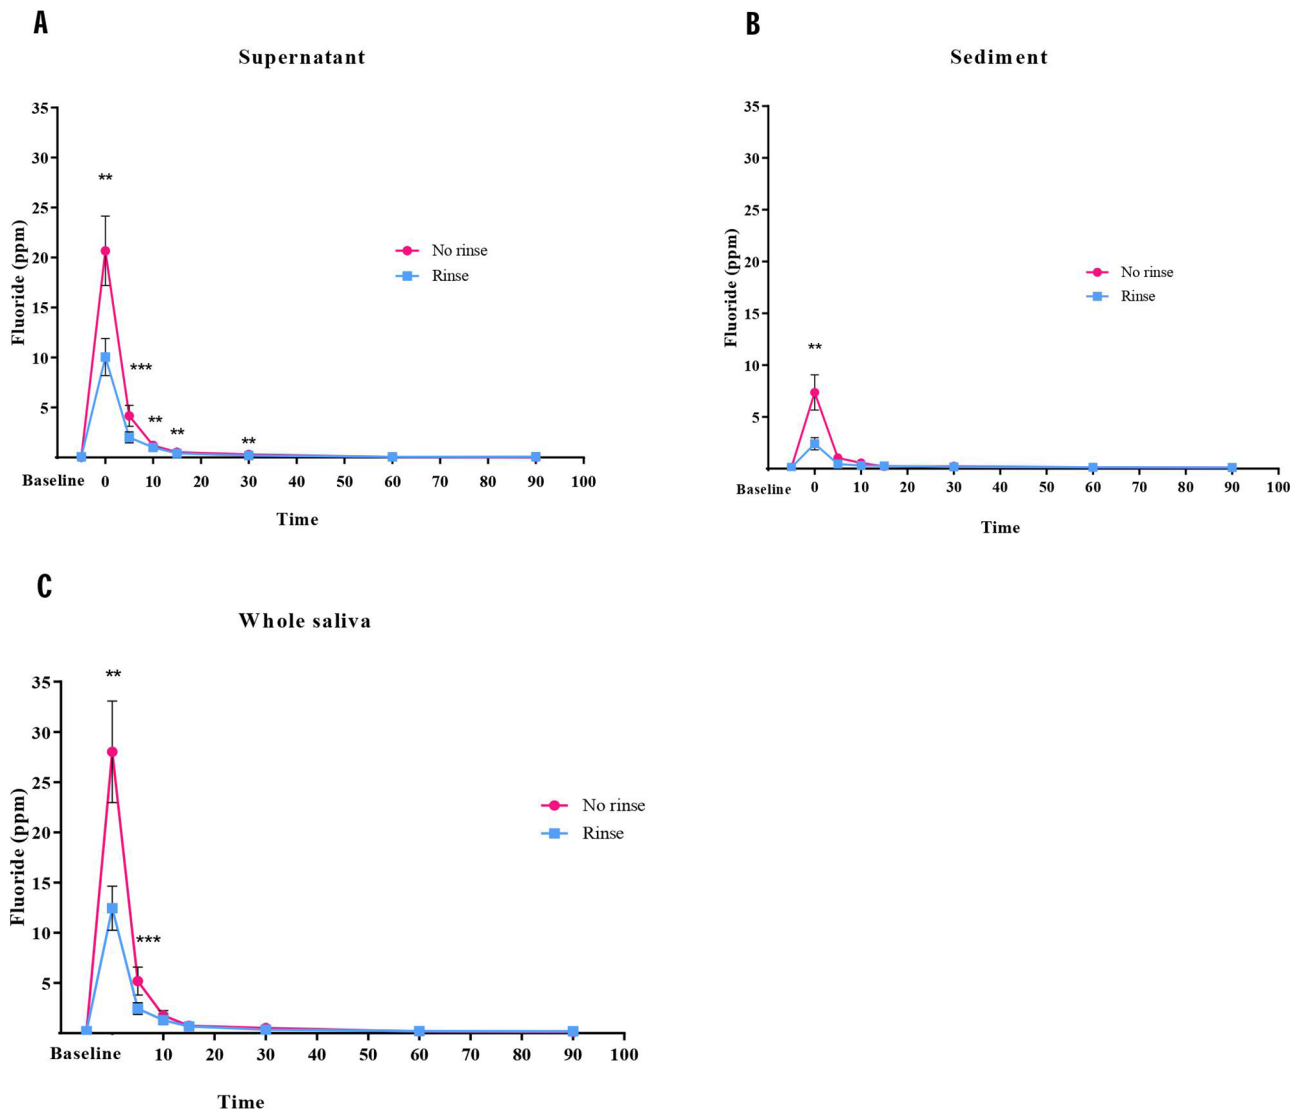 A
Supernatant
35
30
25
20
15
10
5
Fluoride (ppm)
**
***
**
**
**
No rinse
Rinse
Baseline 0 10 20 30 40 50 60 70 80 90 100
Time
B
Sediment
35
30
25
20
15
10
5
Fluoride (ppm)
**
No rinse
Rinse
Baseline 0 10 20 30 40 50 60 70 80 90 100
Time
C
Whole saliva
35
30
25
20
15
10
5
Fluoride (ppm)
**
***
No rinse
Rinse
Baseline 10 20 30 40 50 60 70 80 90 100
Time